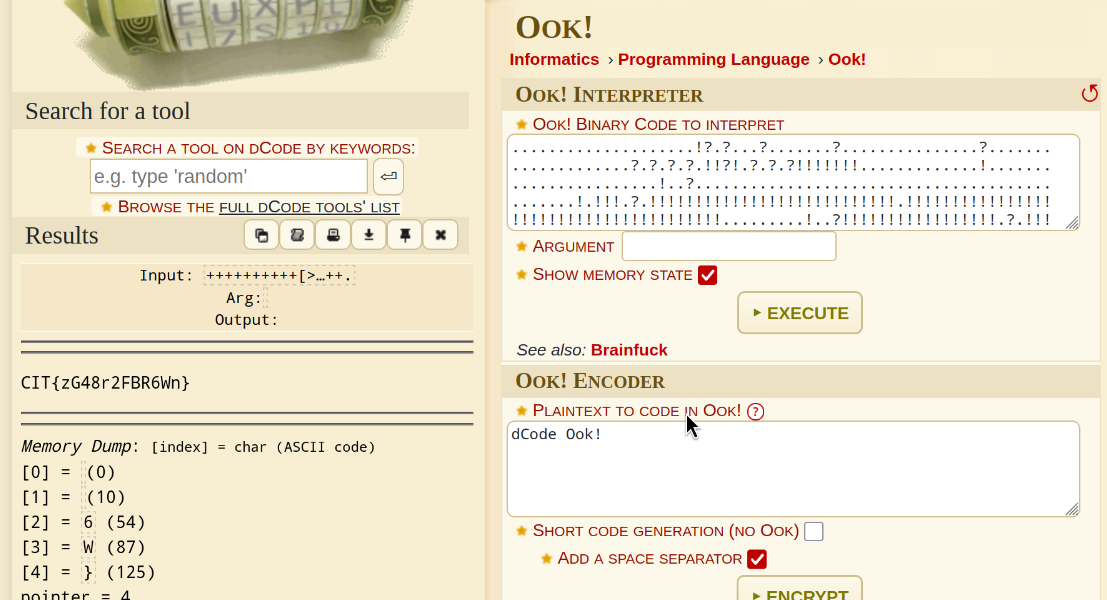 EUXPL
Search for a tool
SEARCH A TOOL ON DCODE BY KEYWORDS:
e.g. type 'random'
BROWSE THE FULL DCODE TOOLS' LIST
Results
Input: ++++++++++[>…++.
Arg:
Output:
CIT{zG48r2FBR6Wn}
Memory Dump: [index] = char (ASCII code)
[0] = (0)
[1] = (10)
[2] = 6 (54)
[3] = W (87)
[4] = } (125)
pointer = 4
OOK!
Informatics › Programming Language › Ook!
OOK! INTERPRETER
OOK! BINARY CODE TO INTERPRET
ARGUMENT
SHOW MEMORY STATE
EXECUTE
See also: Brainfuck
OOK! ENCODER
PLAINTEXT TO CODE IN OOK! ?
dCode Ook!
SHORT CODE GENERATION (NO OOK)
ADD A SPACE SEPARATOR
ENCRYPT